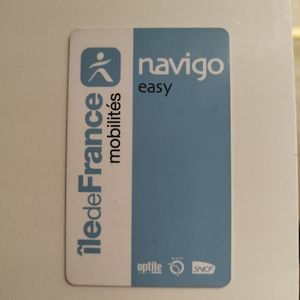 îledeFrance
mobilités
navigo
easy
optile
SNCF